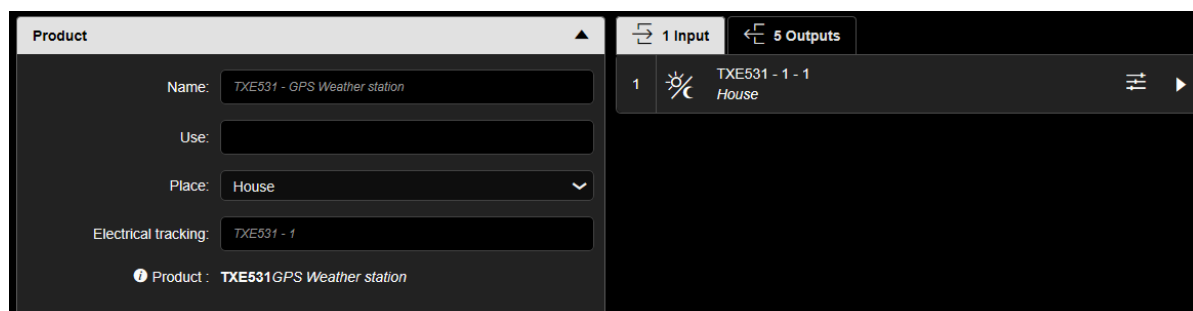 Product
Name: TXE531 - GPS Weather station
Use:
Place: House
Electrical tracking: TXE531 - 1
i Product : TXE531GPS Weather station
1 Input
5 Outputs
1
TXE531 - 1 - 1
House